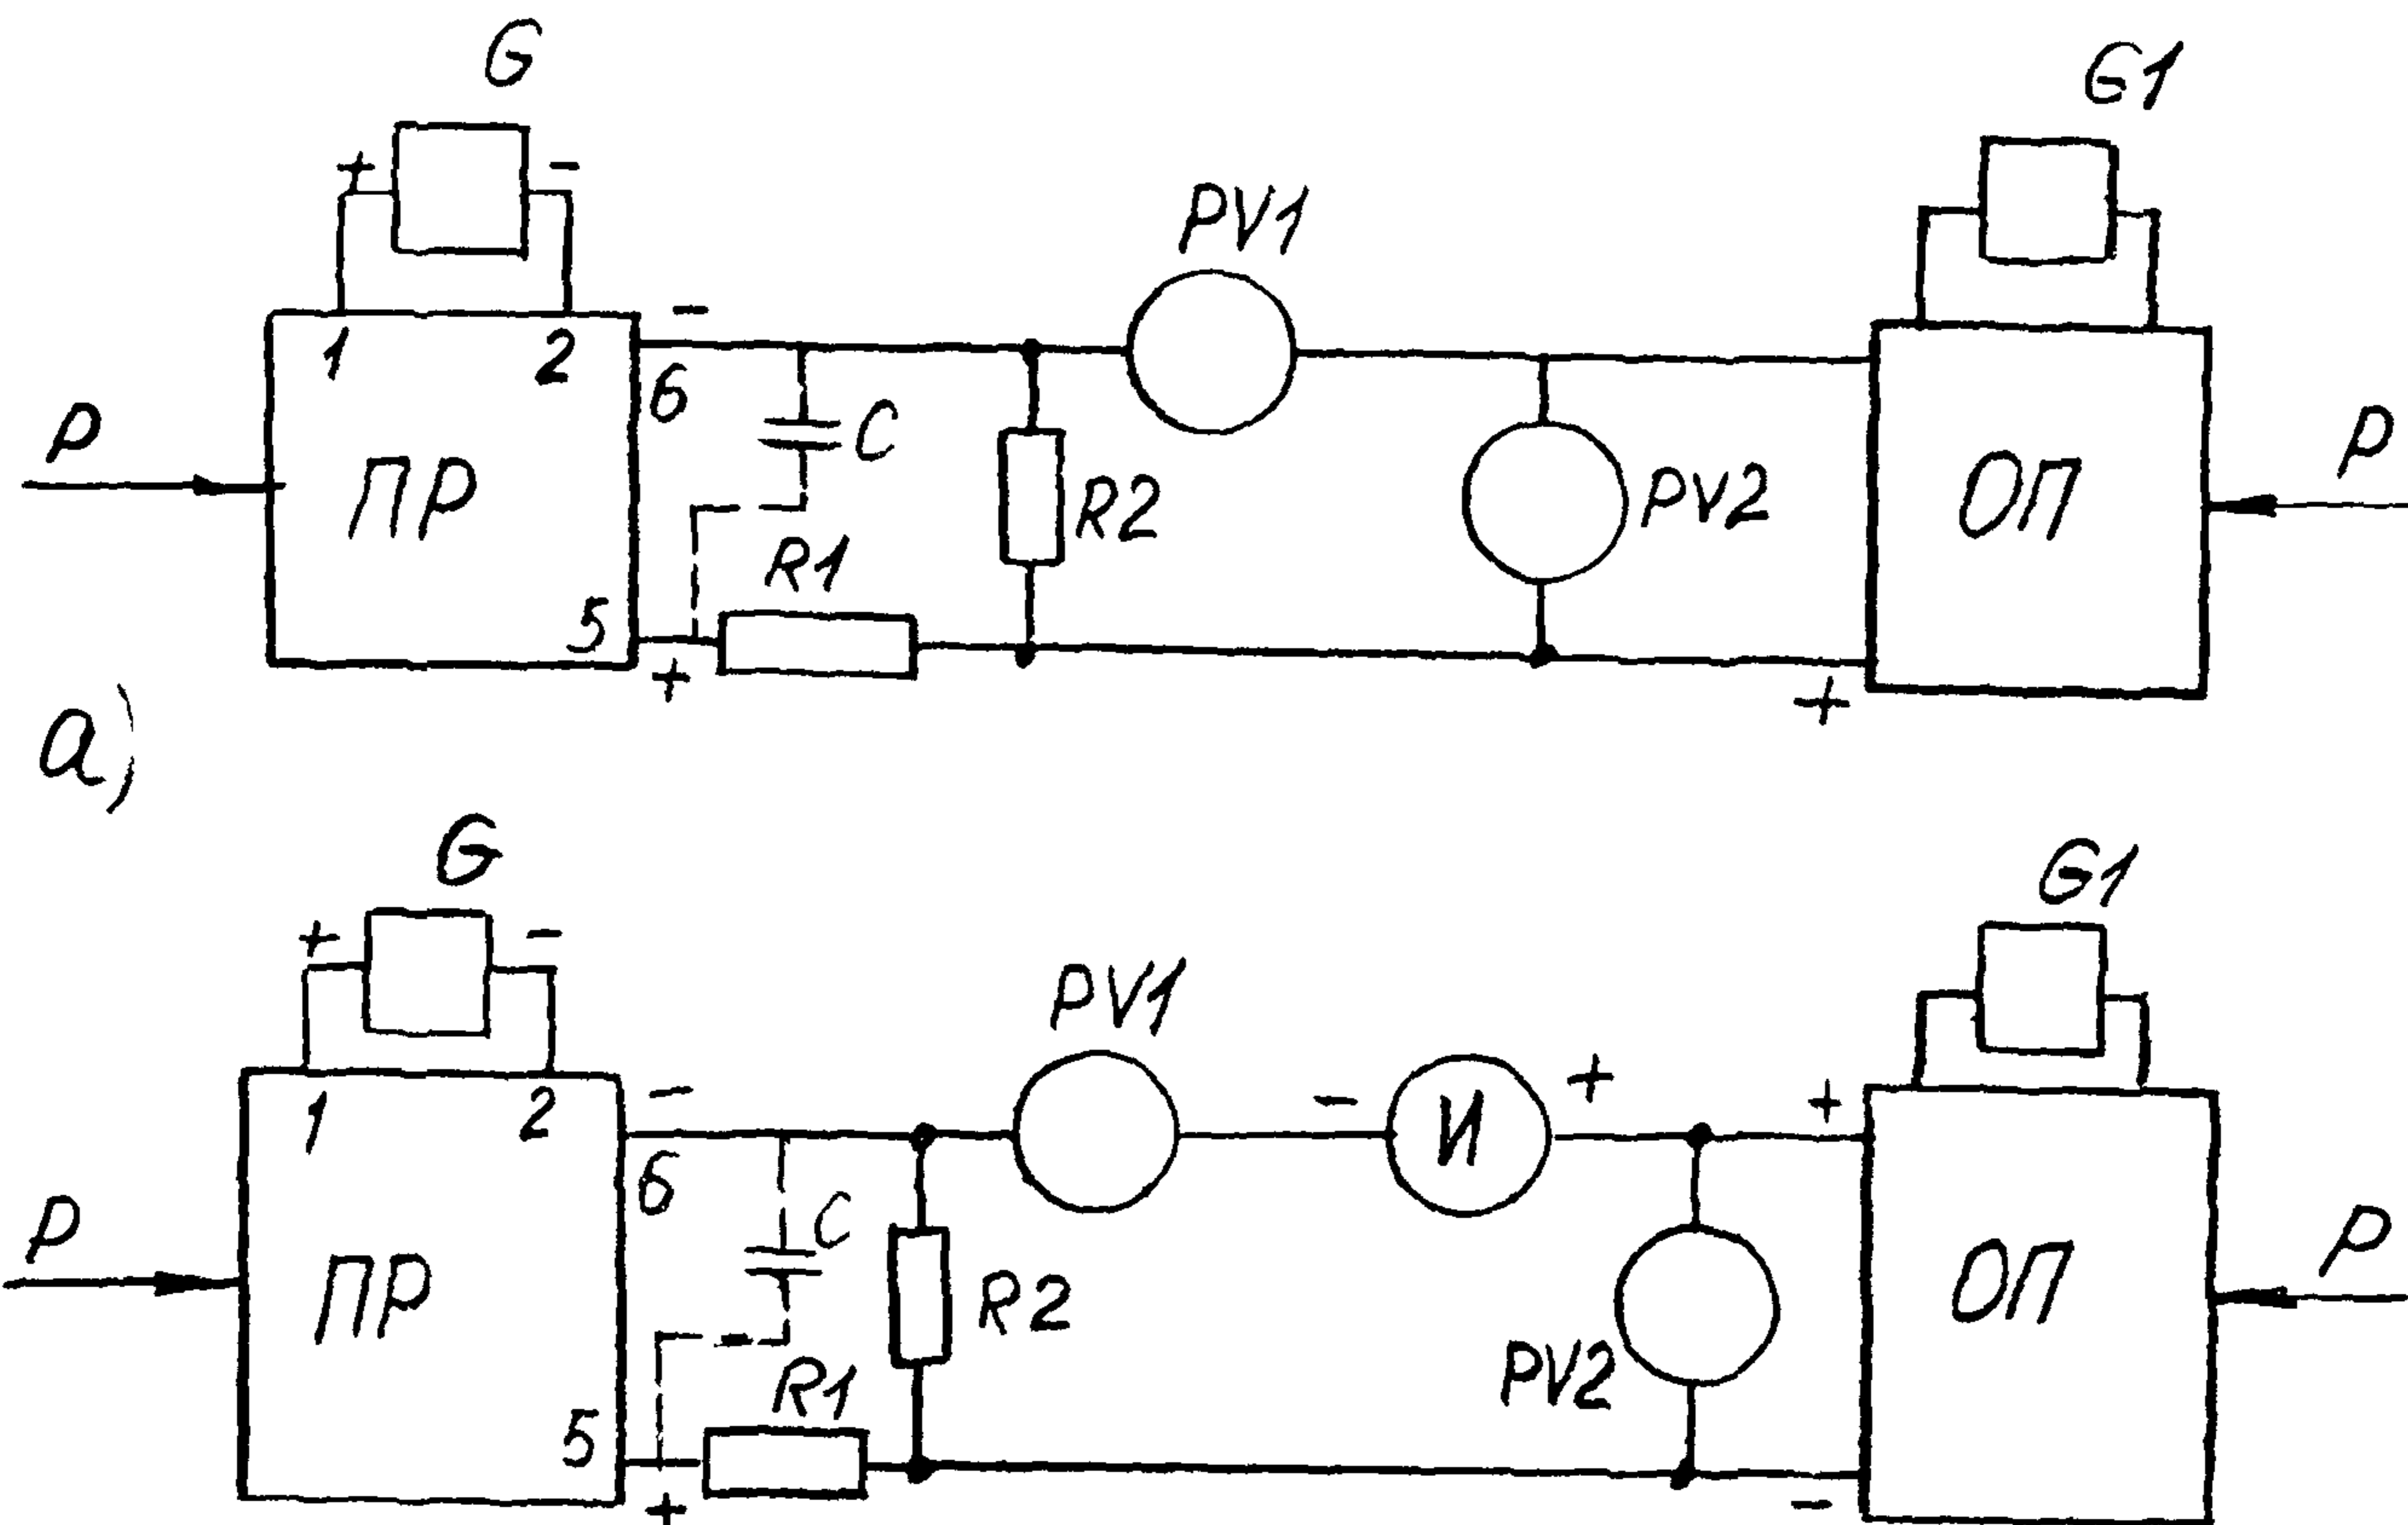 G
G1
+ -
PV1
1 2 - 6
P ПР C R2 PV2 ОП P
R1
5 + +
а)
G
G1
+ -
PV1
1 2 - 6 - И + +
P ПР C R2 PV2 ОП P
R1
5 + -